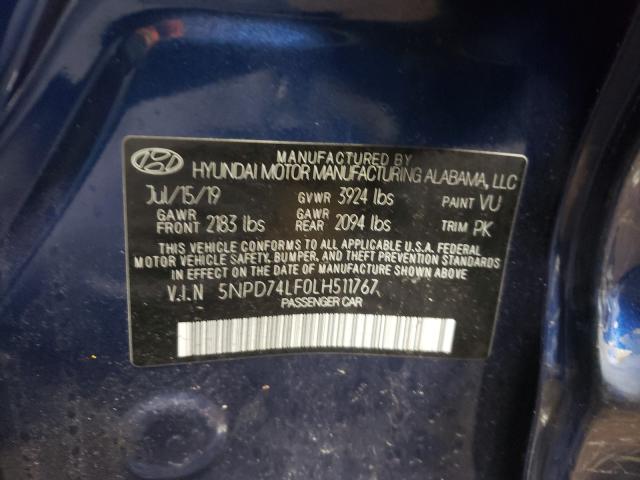 MANUFACTURED BY
HYUNDAI MOTOR MANUFACTURING ALABAMA, LLC
Jul/15/19 GVWR 3924 lbs PAINT VU
GAWR FRONT 2183 lbs GAWR REAR 2094 lbs TRIM PK
THIS VEHICLE CONFORMS TO ALL APPLICABLE U.S.A. FEDERAL
MOTOR VEHICLE SAFETY, BUMPER, AND THEFT PREVENTION STANDARDS
IN EFFECT ON THE DATE OF MANUFACTURE SHOWN ABOVE
V.I.N 5NPD74LF0LH511767
PASSENGER CAR